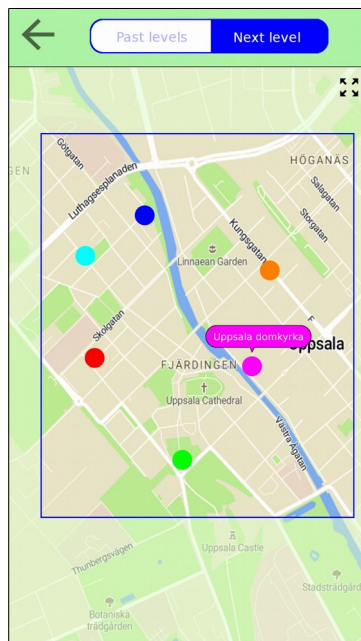 Past levels
Next level
Götgatan
Luthagsesplanaden
HÖGANÄS
Salagatan
Storgatan
Kungsgatan
Linnaean Garden
Skolgatan
Uppsala domkyrka
Uppsala
FJÄRDINGEN
Uppsala Cathedral
Västra Ågatan
Uppsala Castle
Thunbergsvägen
Stadsträdgården
Botaniska
trädgården